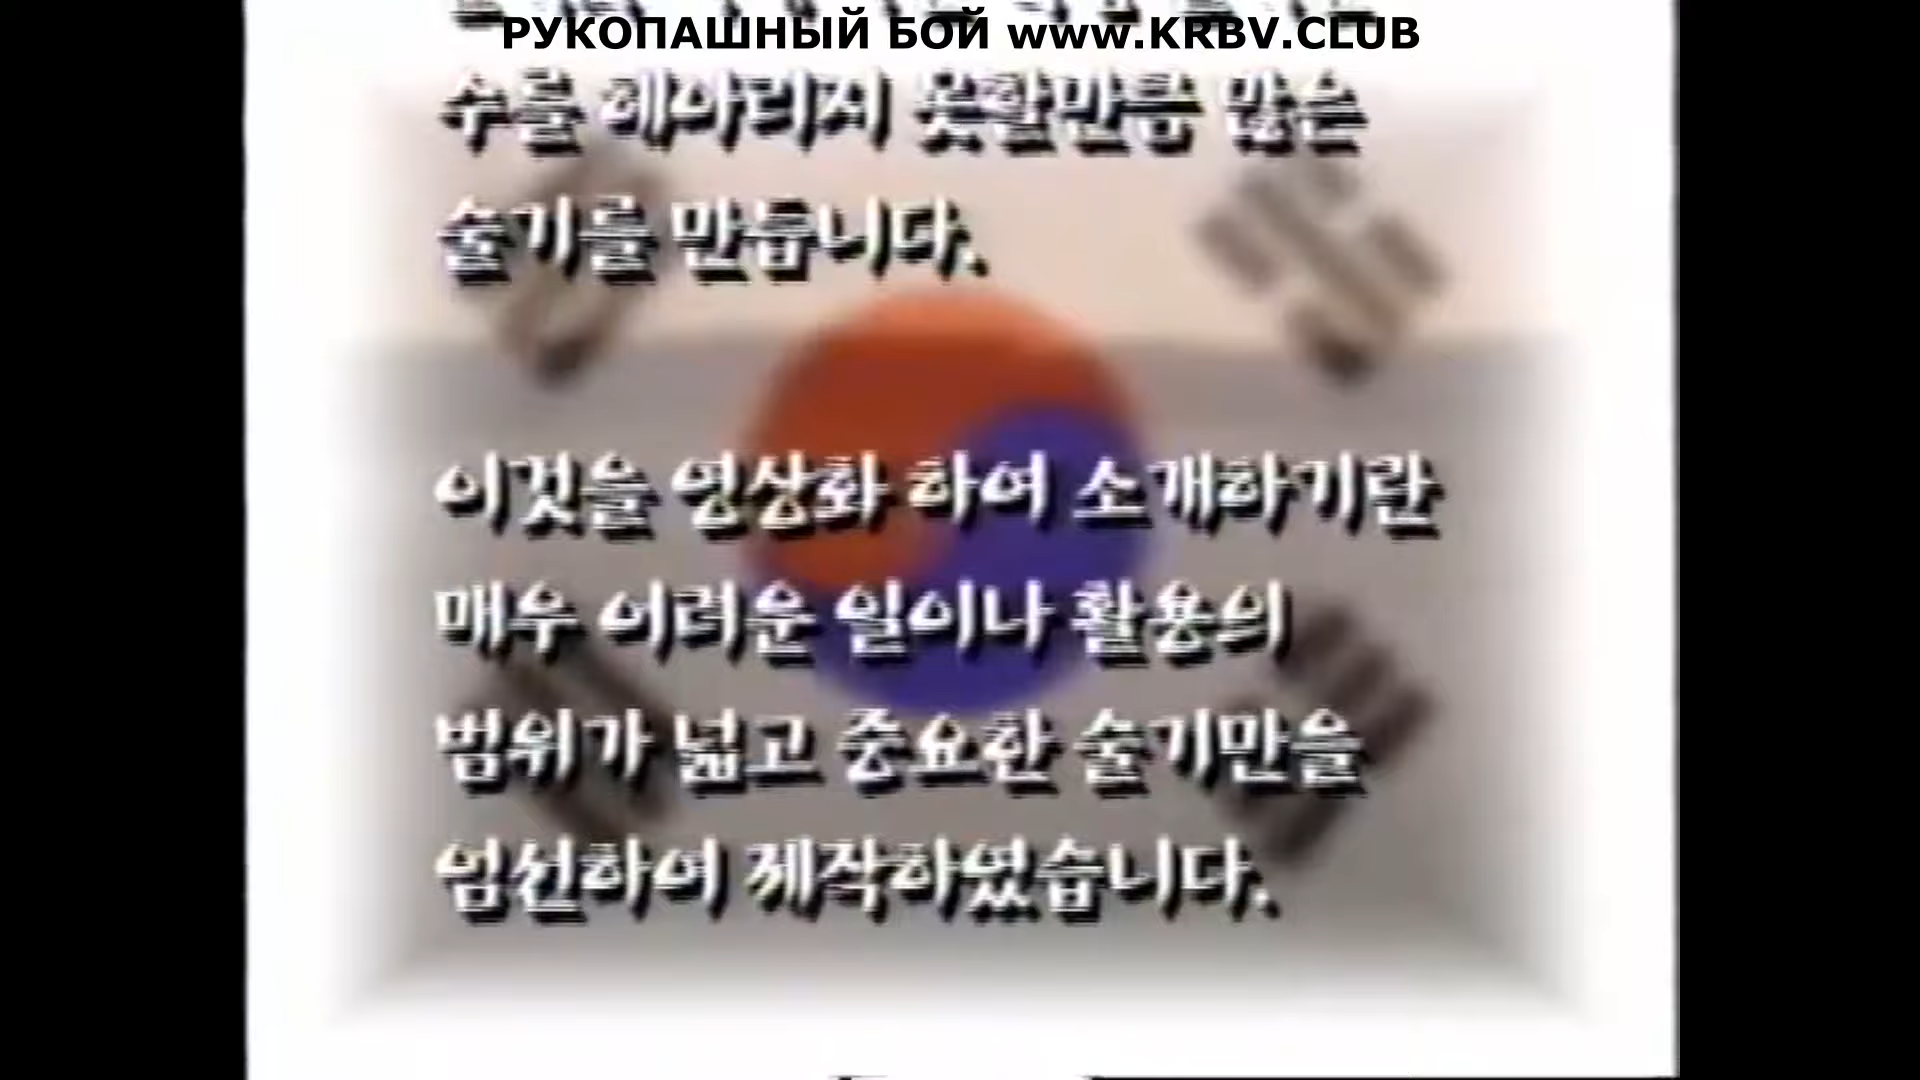 РУКОПАШНЫЙ БОЙ www.KRBV.CLUB
수를 헤아리지 못할만큼 많은
술기를 만듭니다.
이것을 영상화 하여 소개하기란
매우 어려운 일이나 활용의
범위가 넓고 중요한 술기만을
엄선하여 제작하였습니다.